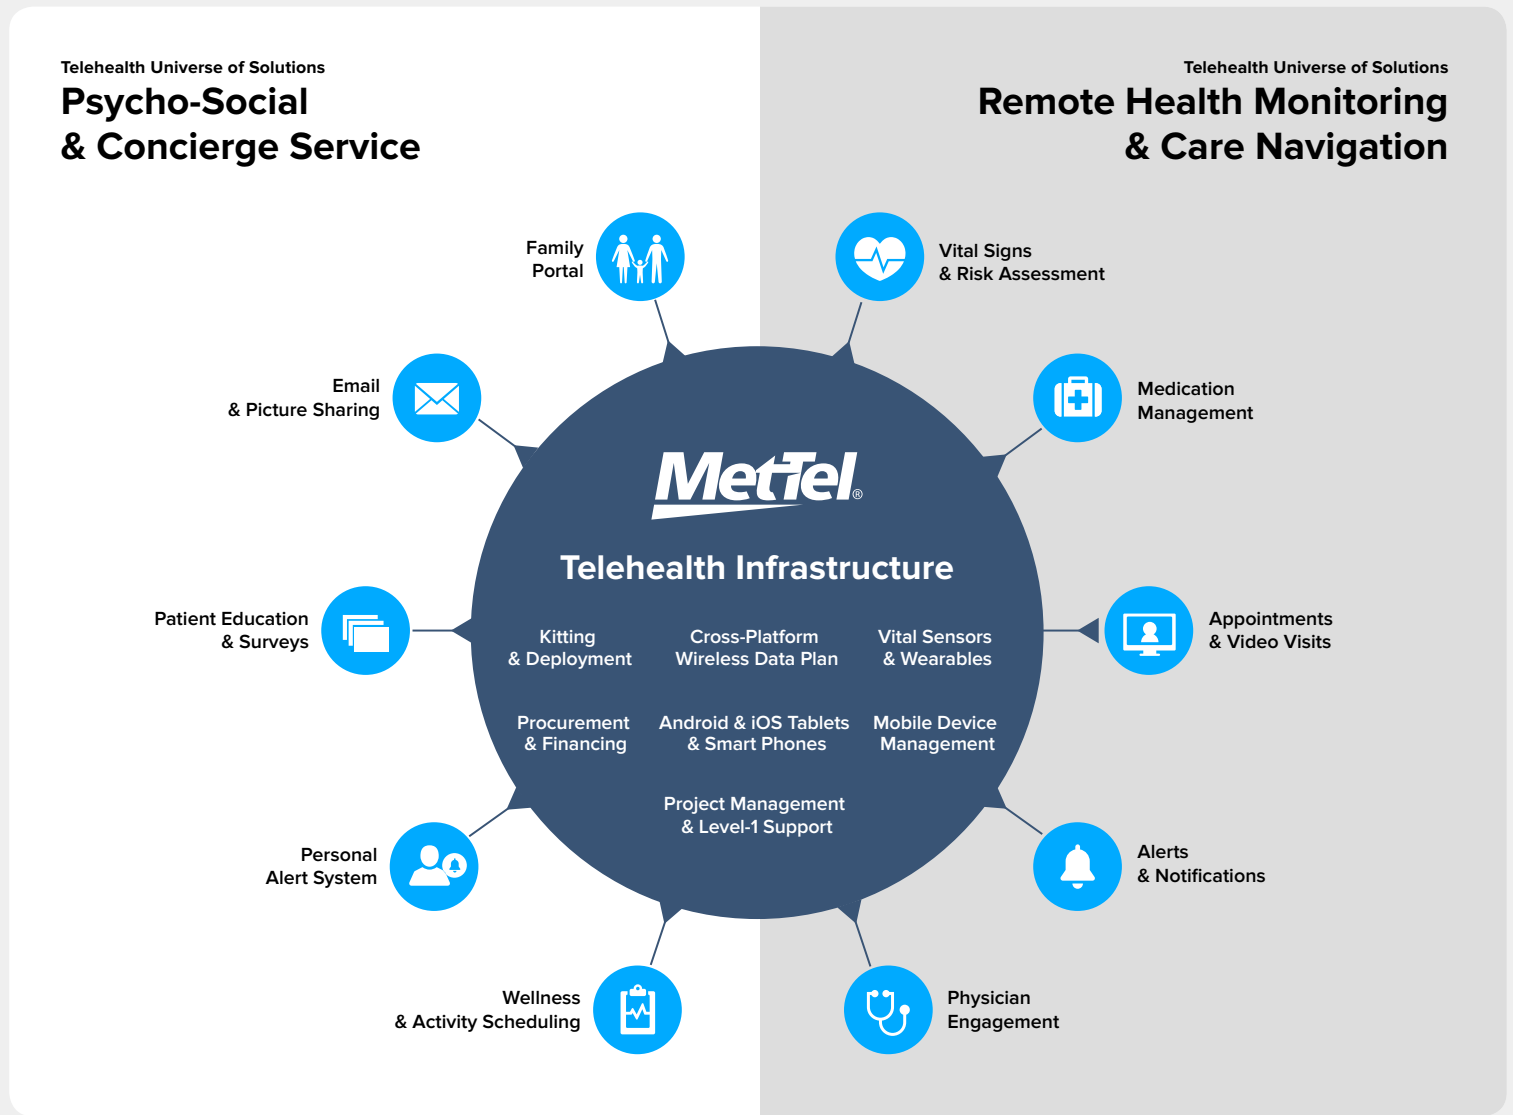 Telehealth Universe of Solutions
Psycho-Social
& Concierge Service
Telehealth Universe of Solutions
Remote Health Monitoring
& Care Navigation
Family
Portal
Email
& Picture Sharing
Patient Education
& Surveys
Personal
Alert System
Wellness
& Activity Scheduling
MetTel®
Telehealth Infrastructure
Kitting
& Deployment
Cross-Platform
Wireless Data Plan
Vital Sensors
& Wearables
Procurement
& Financing
Android & iOS Tablets
& Smart Phones
Mobile Device
Management
Project Management
& Level-1 Support
Vital Signs
& Risk Assessment
Medication
Management
Appointments
& Video Visits
Alerts
& Notifications
Physician
Engagement